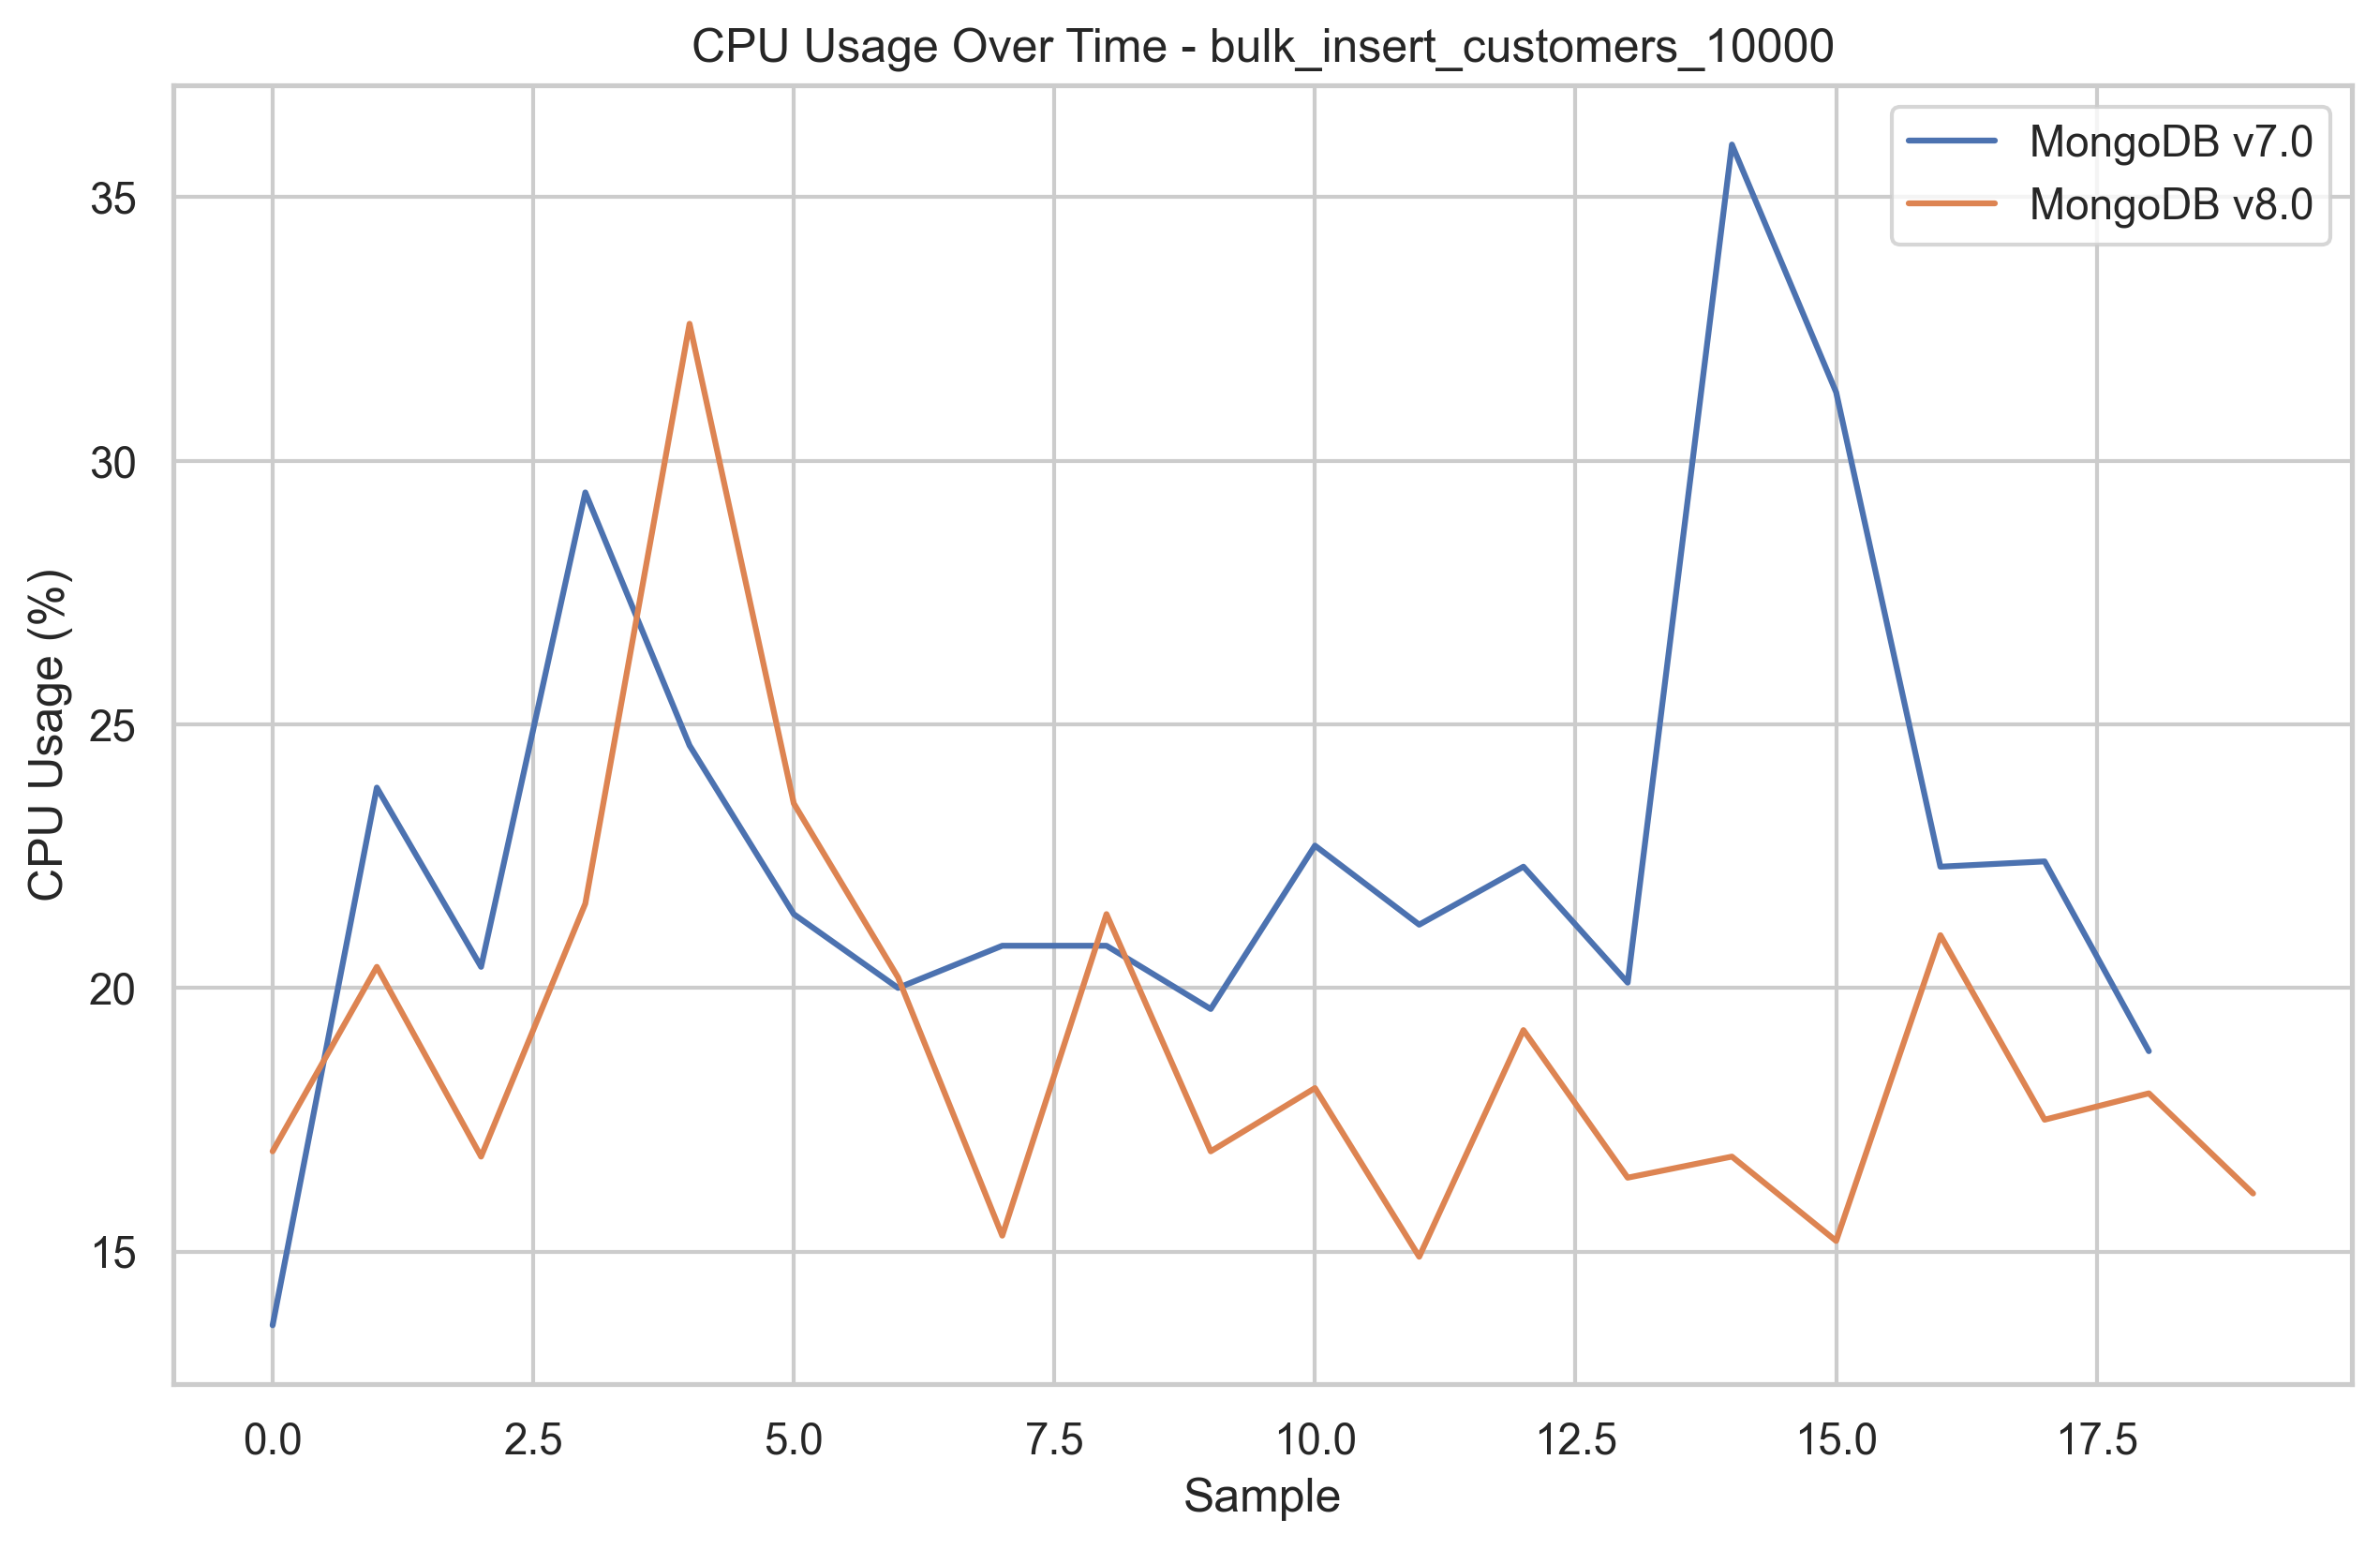 CPU Usage Over Time - bulk_insert_customers_10000
MongoDB v7.0
MongoDB v8.0
CPU Usage (%)
35
30
25
20
15
0.0 2.5 5.0 7.5 10.0 12.5 15.0 17.5
Sample